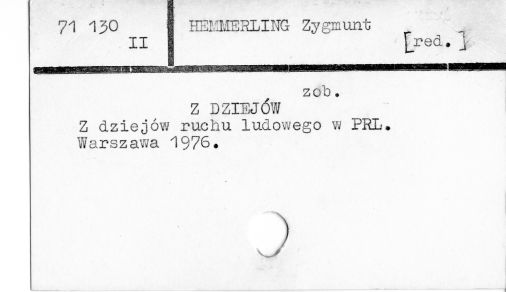 71 130
II
HEMMERLING Zygmunt
[red.]
zob.
Z DZIEJÓW
Z dziejów ruchu ludowego w PRL.
Warszawa 1976.